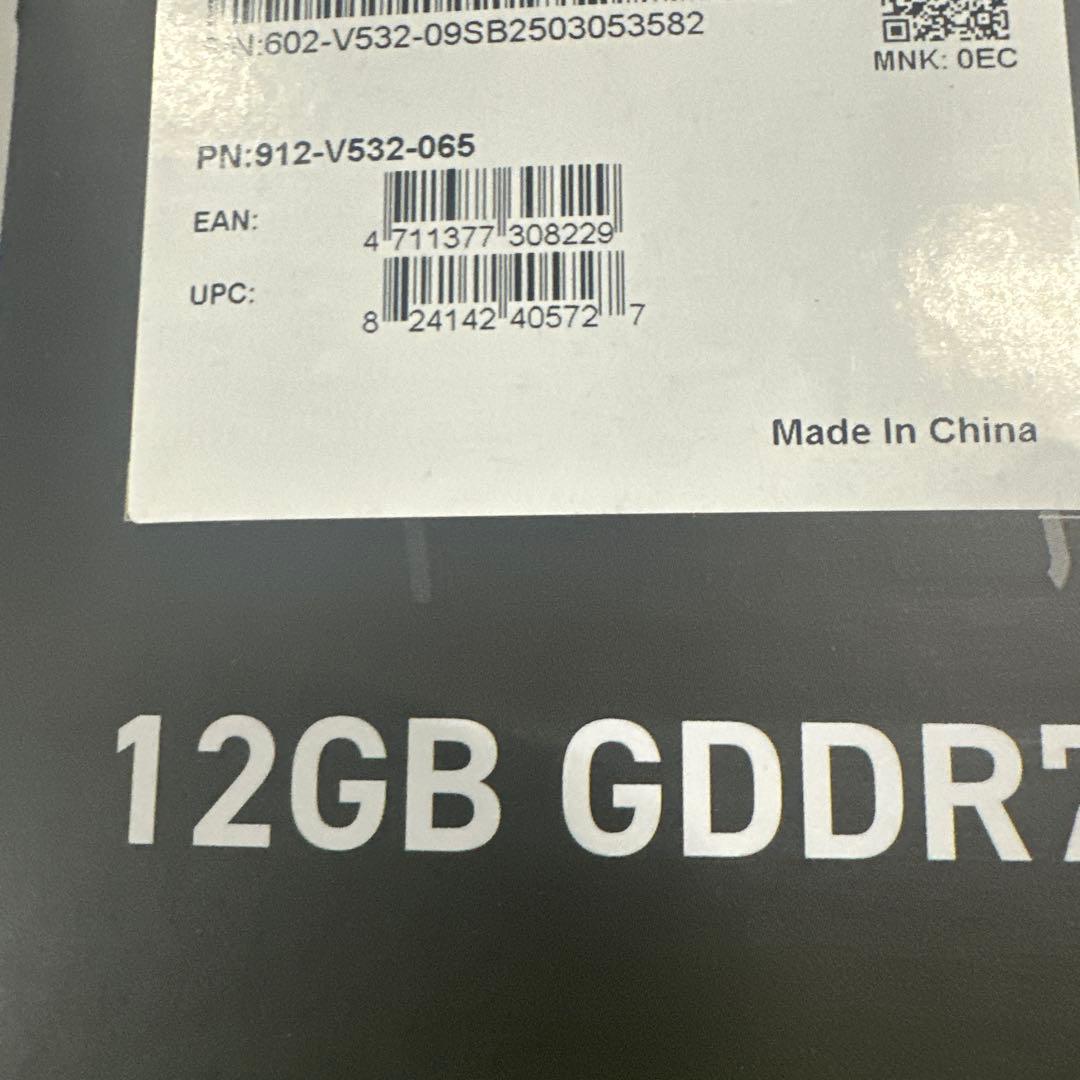 S/N:602-V532-09SB2503053582
MNK: 0EC
PN:912-V532-065
EAN:
4 711377 308229
UPC:
8 24142 40572 7
Made In China
12GB GDDR7